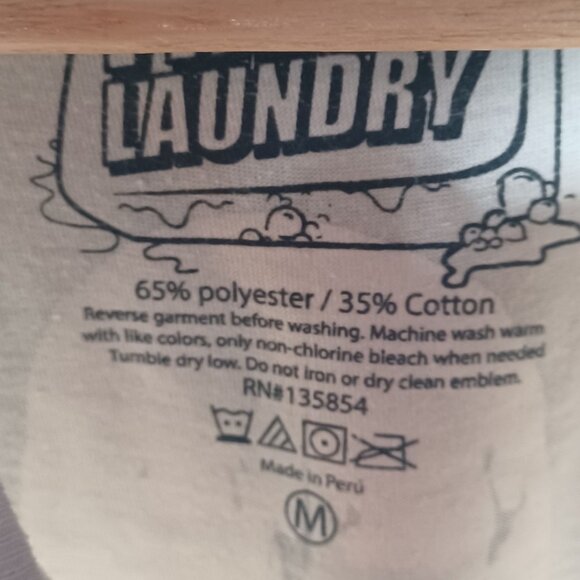 LAUNDRY
65% polyester / 35% Cotton
Reverse garment before washing. Machine wash warm
with like colors, only non-chlorine bleach when needed
Tumble dry low. Do not iron or dry clean emblem.
RN#135854
Made in Perú
M